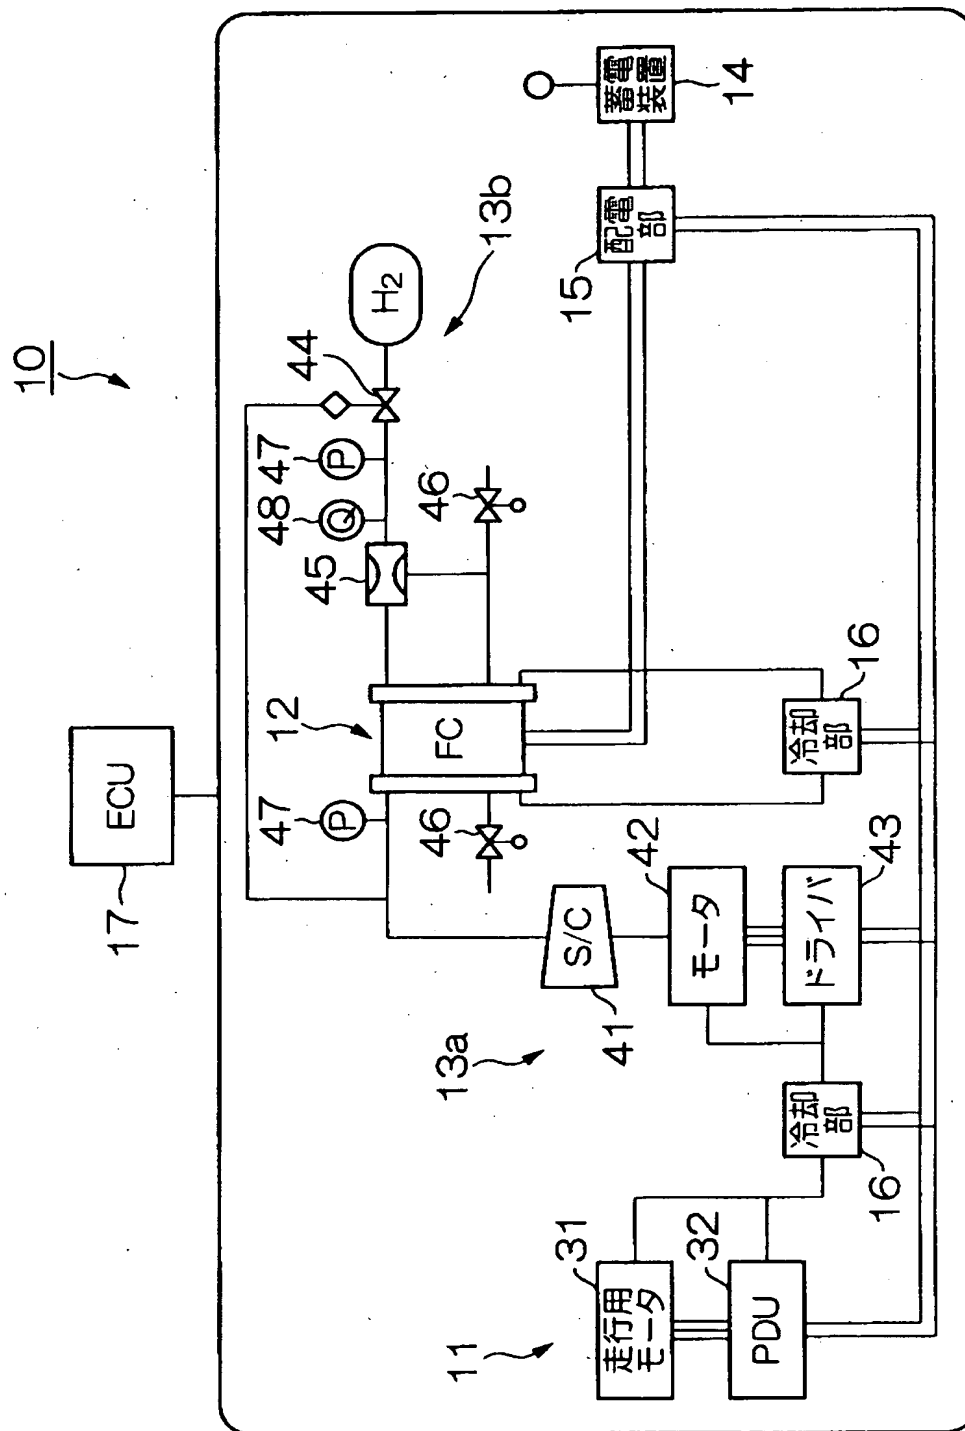 10
17
ECU
47
P
12
45
48
Q
47
P
44
H2
13b
FC
46
46
13a
41
S/C
11
31
走行用
モータ
32
PDU
42
モータ
15
配電
部
蓄電
装置
14
16
冷却
部
ドライバ
43
冷却
部
16